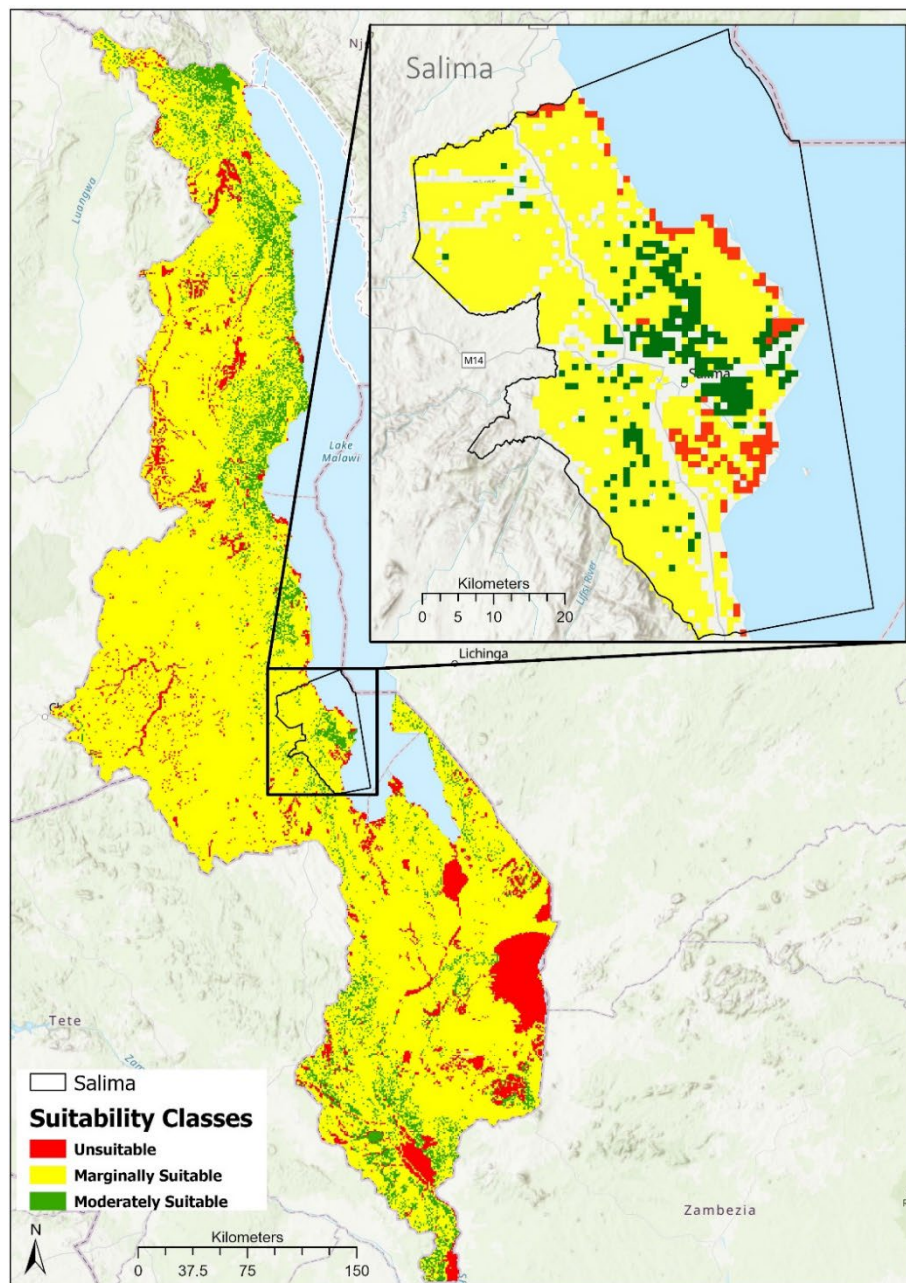 Salima
M14
Salima
Kilometers
0 5 10 20
Luangwa
Lake
Malawi
Lichinga
Tete
Zambezia
Salima
Suitability Classes
Unsuitable
Marginally Suitable
Moderately Suitable
N
Kilometers
0 37.5 75 150